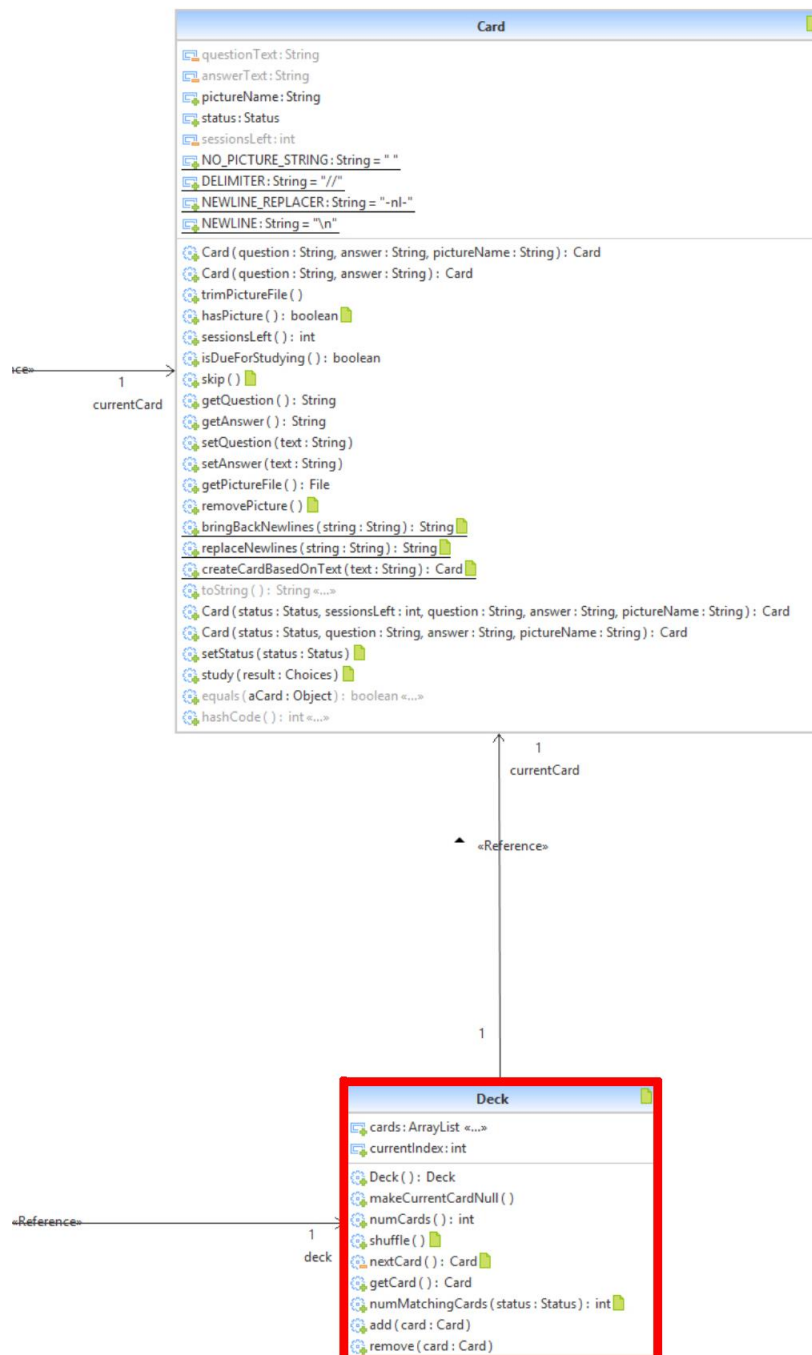 Card
questionText : String
answerText : String
pictureName : String
status : Status
sessionsLeft : int
NO_PICTURE_STRING : String = " "
DELIMITER : String = "//"
NEWLINE_REPLACER : String = "-nl-"
NEWLINE : String = "\n"
Card ( question : String, answer : String, pictureName : String ) : Card
Card ( question : String, answer : String ) : Card
trimPictureFile ( )
hasPicture ( ) : boolean
sessionsLeft ( ) : int
isDueForStudying ( ) : boolean
skip ( )
getQuestion ( ) : String
getAnswer ( ) : String
setQuestion ( text : String )
setAnswer ( text : String )
getPictureFile ( ) : File
removePicture ( )
bringBackNewlines ( string : String ) : String
replaceNewlines ( string : String ) : String
createCardBasedOnText ( text : String ) : Card
toString ( ) : String «...»
Card ( status : Status, sessionsLeft : int, question : String, answer : String, pictureName : String ) : Card
Card ( status : Status, question : String, answer : String, pictureName : String ) : Card
setStatus ( status : Status )
study ( result : Choices )
equals ( aCard : Object ) : boolean «...»
hashCode ( ) : int «...»
1
currentCard
1
currentCard
«Reference»
1
Deck
cards : ArrayList «...»
currentIndex : int
Deck ( ) : Deck
makeCurrentCardNull ( )
numCards ( ) : int
shuffle ( )
nextCard ( ) : Card
getCard ( ) : Card
numMatchingCards ( status : Status ) : int
add ( card : Card )
remove ( card : Card )
«Reference»
1
deck